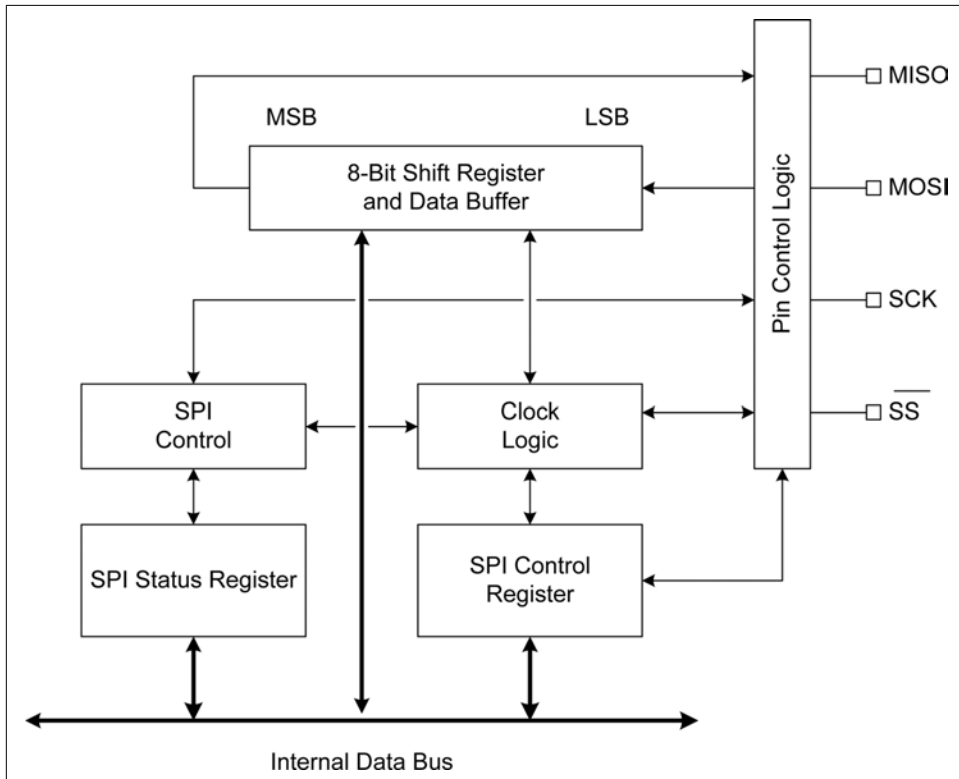 MISO
MSB
LSB
8-Bit Shift Register
and Data Buffer
MOSI
Pin Control Logic
SCK
SPI
Control
Clock
Logic
SS
SPI Status Register
SPI Control
Register
Internal Data Bus